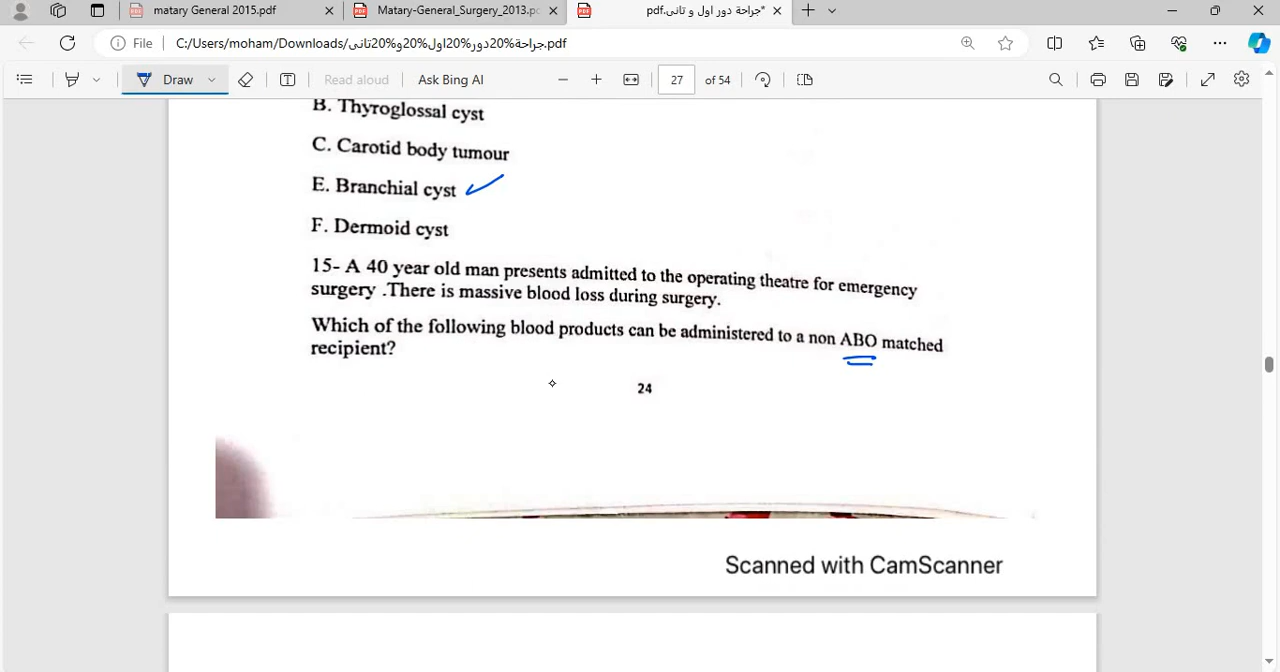 matary General 2015.pdf
Matary-General_Surgery_2013.pc
*جراحة دور اول و تانى.pdf
File
C:/Users/moham/Downloads/جراحة%20دور%20اول%20و%20تانى.pdf
Draw
Read aloud
Ask Bing AI
27
of 54
B. Thyroglossal cyst
C. Carotid body tumour
E. Branchial cyst
F. Dermoid cyst
15- A 40 year old man presents admitted to the operating theatre for emergency
surgery .There is massive blood loss during surgery.
Which of the following blood products can be administered to a non ABO matched
recipient?
24
Scanned with CamScanner